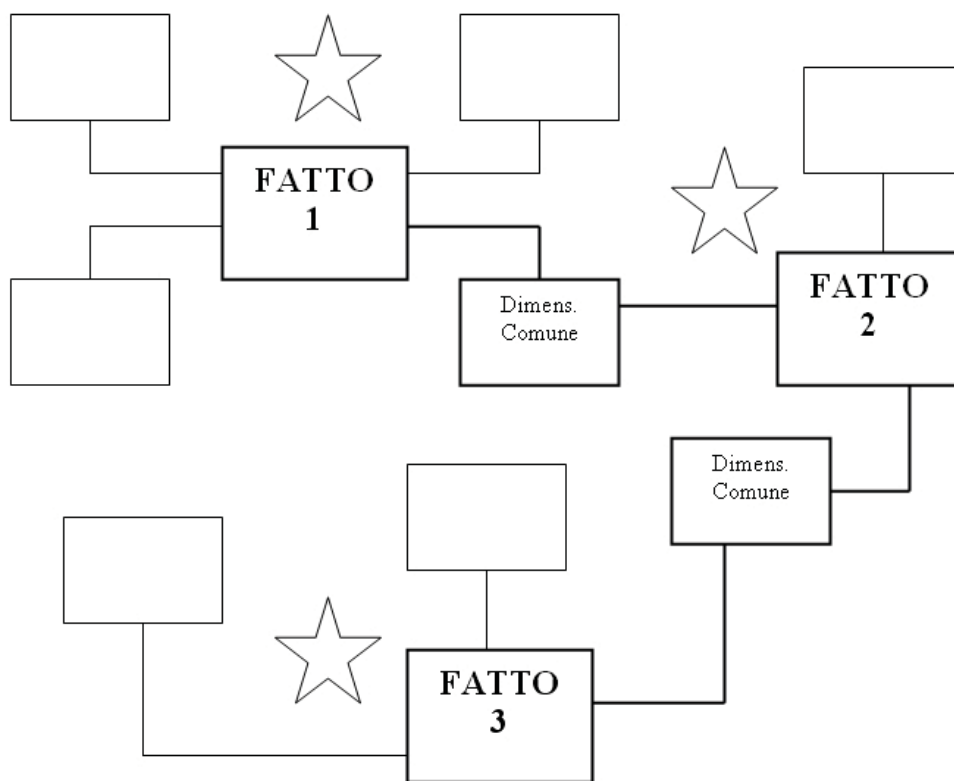 FATTO
1
FATTO
2
Dimens.
Comune
Dimens.
Comune
FATTO
3